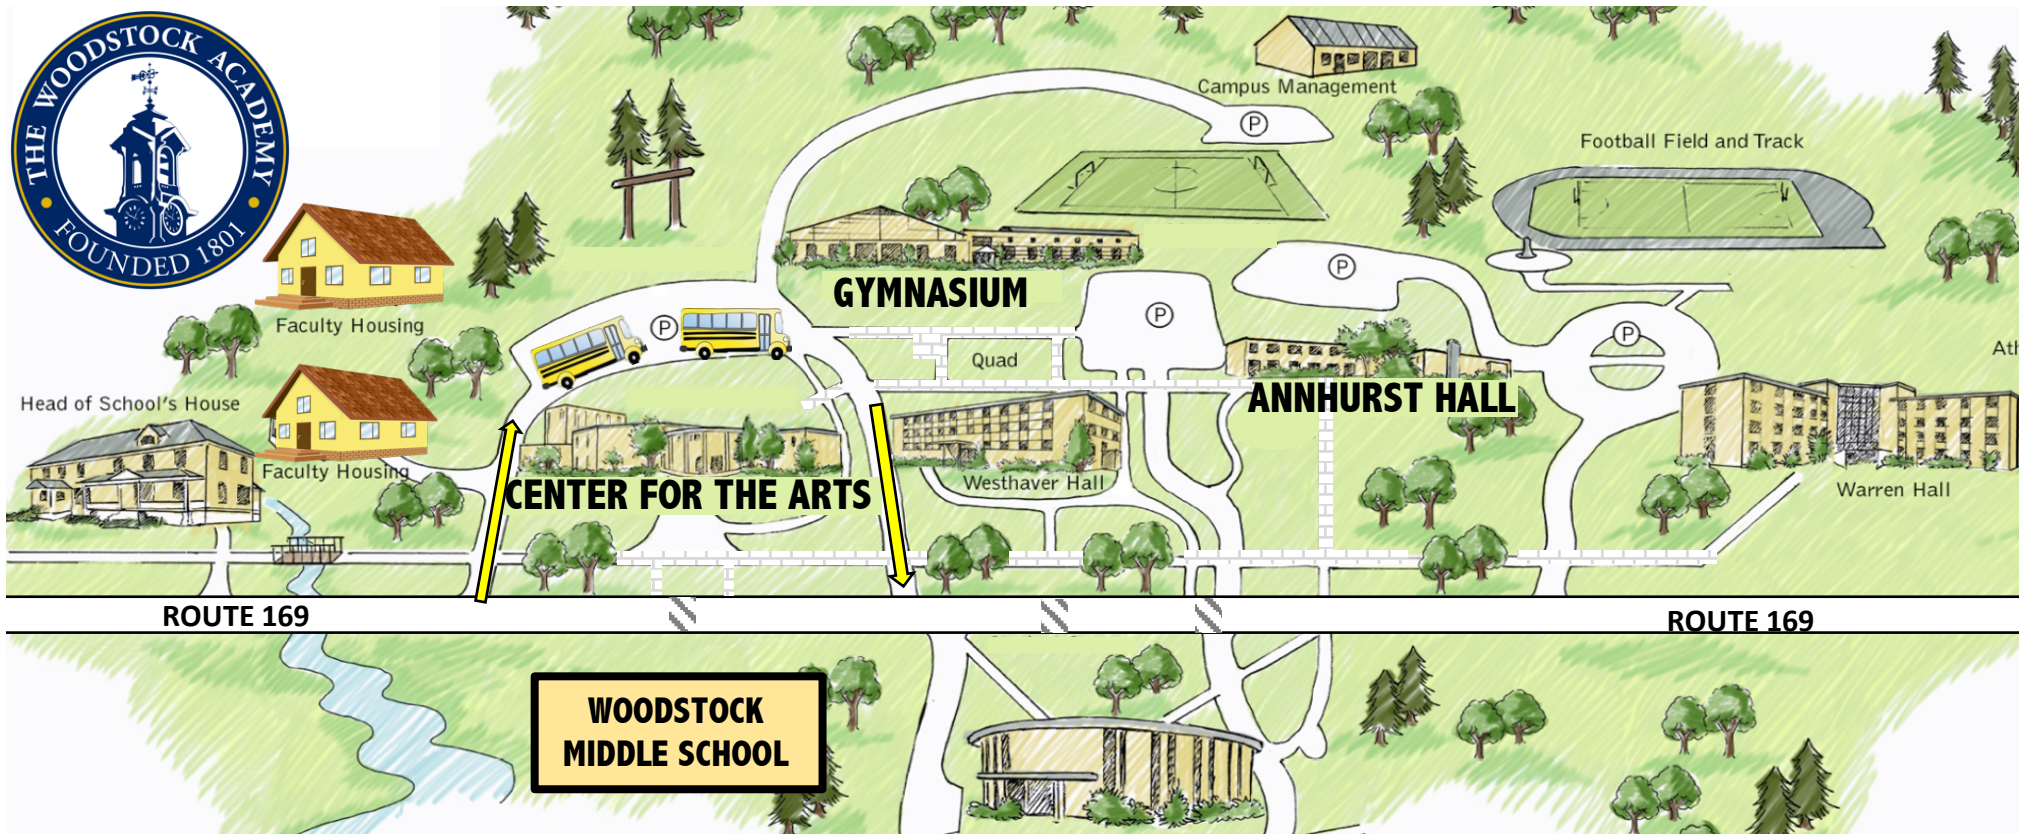 THE WOODSTOCK ACADEMY
FOUNDED 1801
Campus Management
P
Football Field and Track
P
GYMNASIUM
P
P
P
Faculty Housing
Quad
Ath
Head of School's House
ANNHURST HALL
Faculty Housing
CENTER FOR THE ARTS
Westhaver Hall
Warren Hall
ROUTE 169
ROUTE 169
WOODSTOCK
MIDDLE SCHOOL